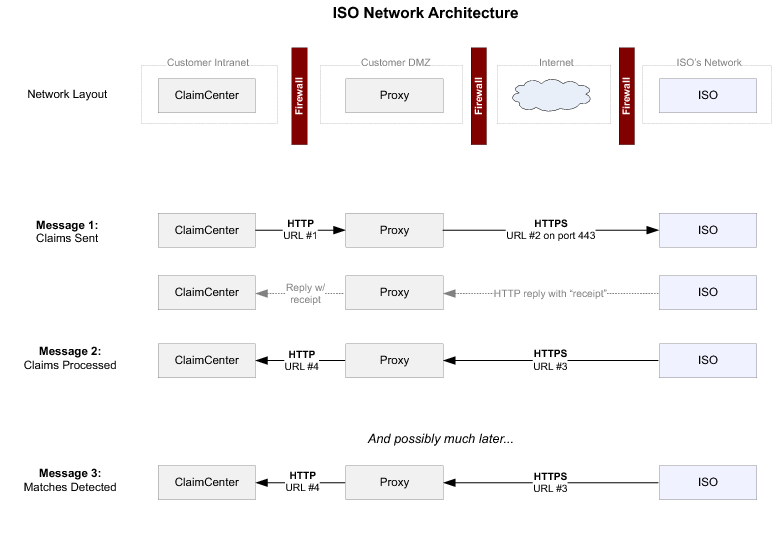 ISO Network Architecture
Customer Intranet
Customer DMZ
Internet
ISO's Network
Network Layout
ClaimCenter
Firewall
Proxy
Firewall
Firewall
ISO
Message 1:
Claims Sent
ClaimCenter
HTTP
URL #1
Proxy
HTTPS
URL #2 on port 443
ISO
ClaimCenter
Reply w/
receipt
Proxy
HTTP reply with “receipt”
ISO
Message 2:
Claims Processed
ClaimCenter
HTTP
URL #4
Proxy
HTTPS
URL #3
ISO
And possibly much later...
Message 3:
Matches Detected
ClaimCenter
HTTP
URL #4
Proxy
HTTPS
URL #3
ISO